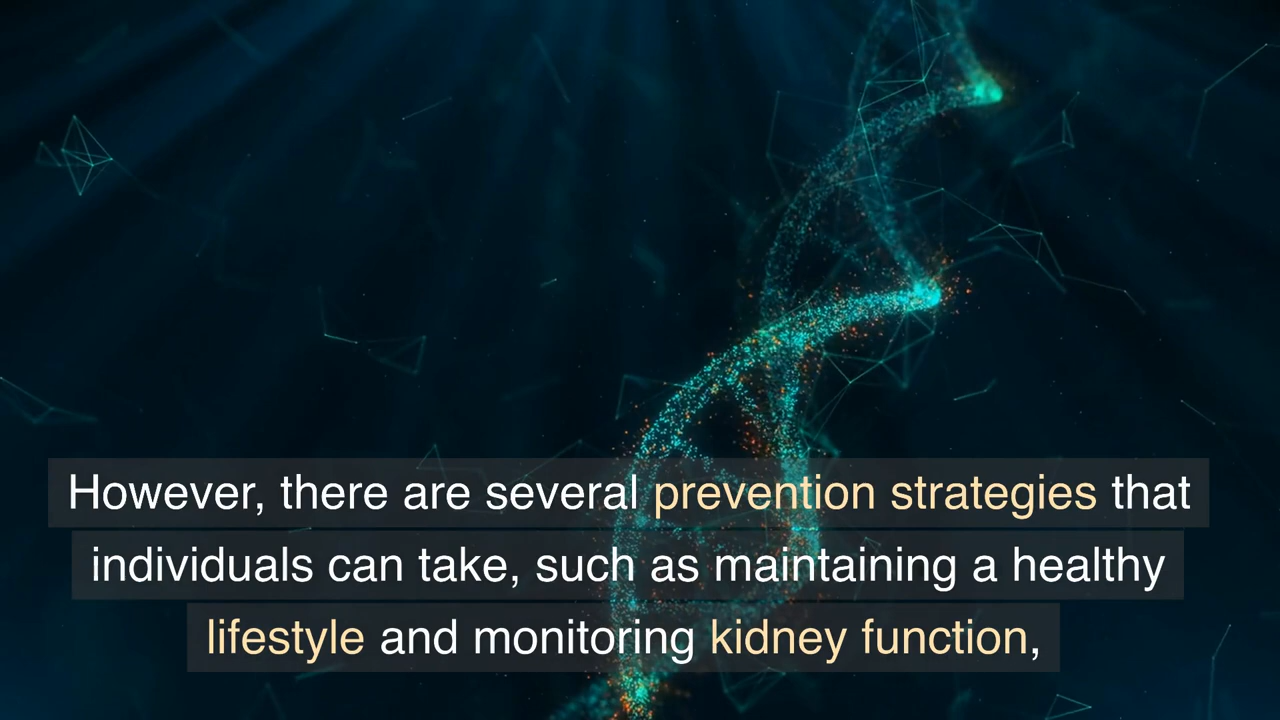 However, there are several prevention strategies that
individuals can take, such as maintaining a healthy
lifestyle and monitoring kidney function,